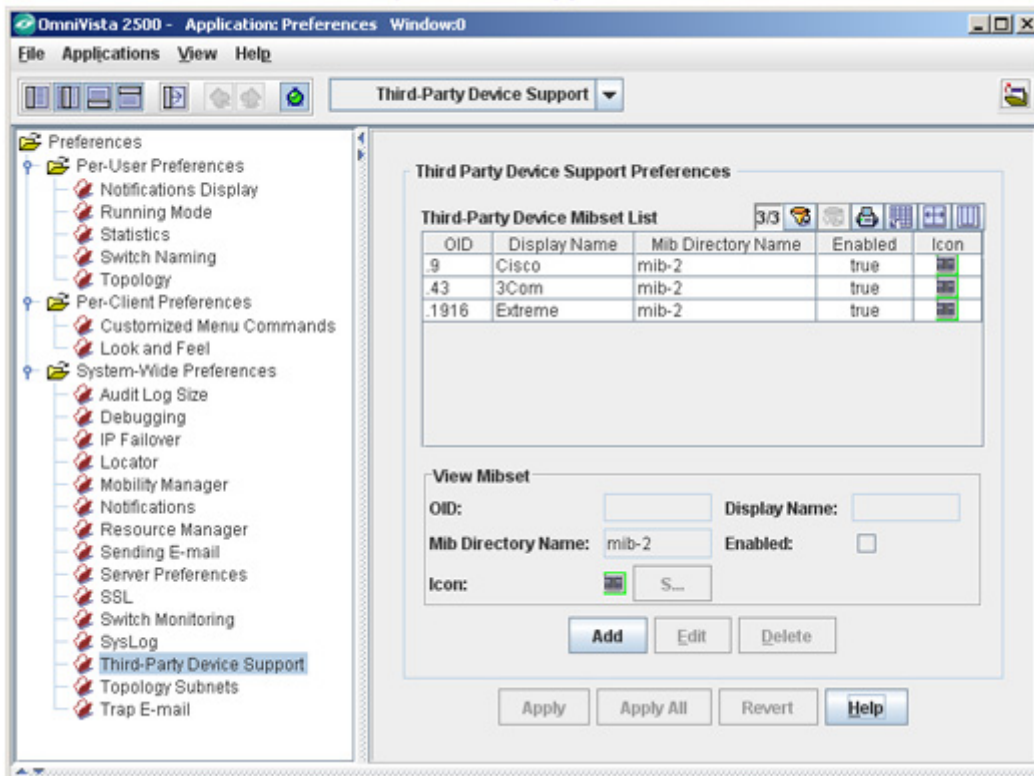 OmniVista 2500 - Application: Preferences Window:0
File Applications View Help
Third-Party Device Support
Preferences
Per-User Preferences
Notifications Display
Running Mode
Statistics
Switch Naming
Topology
Per-Client Preferences
Customized Menu Commands
Look and Feel
System-Wide Preferences
Audit Log Size
Debugging
IP Failover
Locator
Mobility Manager
Notifications
Resource Manager
Sending E-mail
Server Preferences
SSL
Switch Monitoring
SysLog
Third-Party Device Support
Topology Subnets
Trap E-mail
Third Party Device Support Preferences
Third-Party Device Mibset List 3/3
OID Display Name Mib Directory Name Enabled Icon
.9 Cisco mib-2 true
.43 3Com mib-2 true
.1916 Extreme mib-2 true
View Mibset
OID: Display Name:
Mib Directory Name: mib-2 Enabled:
Icon: S...
Add Edit Delete
Apply Apply All Revert Help